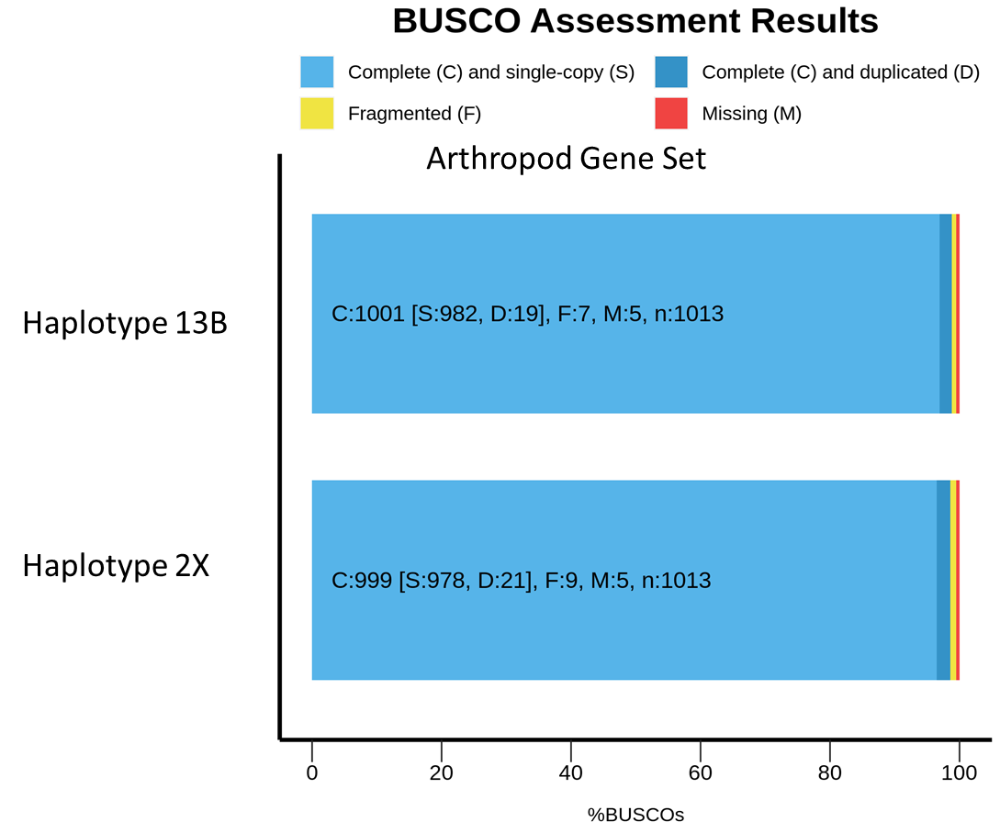 BUSCO Assessment Results
Complete (C) and single-copy (S) Complete (C) and duplicated (D)
Fragmented (F) Missing (M)
Arthropod Gene Set
Haplotype 13B
C:1001 [S:982, D:19], F:7, M:5, n:1013
Haplotype 2X
C:999 [S:978, D:21], F:9, M:5, n:1013
0 20 40 60 80 100
%BUSCOs